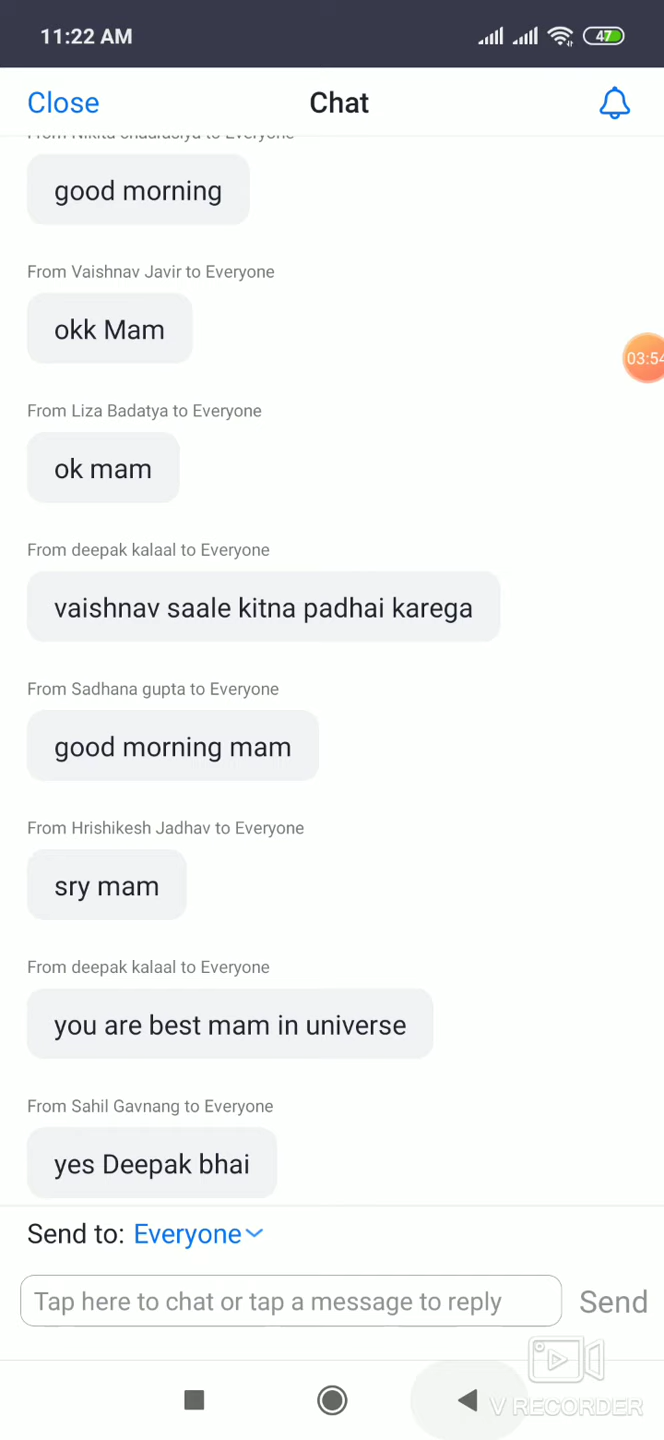 11:22 AM
47
Close
Chat
good morning
From Vaishnav Javir to Everyone
okk Mam
03:54
From Liza Badatya to Everyone
ok mam
From deepak kalaal to Everyone
vaishnav saale kitna padhai karega
From Sadhana gupta to Everyone
good morning mam
From Hrishikesh Jadhav to Everyone
sry mam
From deepak kalaal to Everyone
you are best mam in universe
From Sahil Gavnang to Everyone
yes Deepak bhai
Send to: Everyone
Tap here to chat or tap a message to reply
Send
V RECORDER